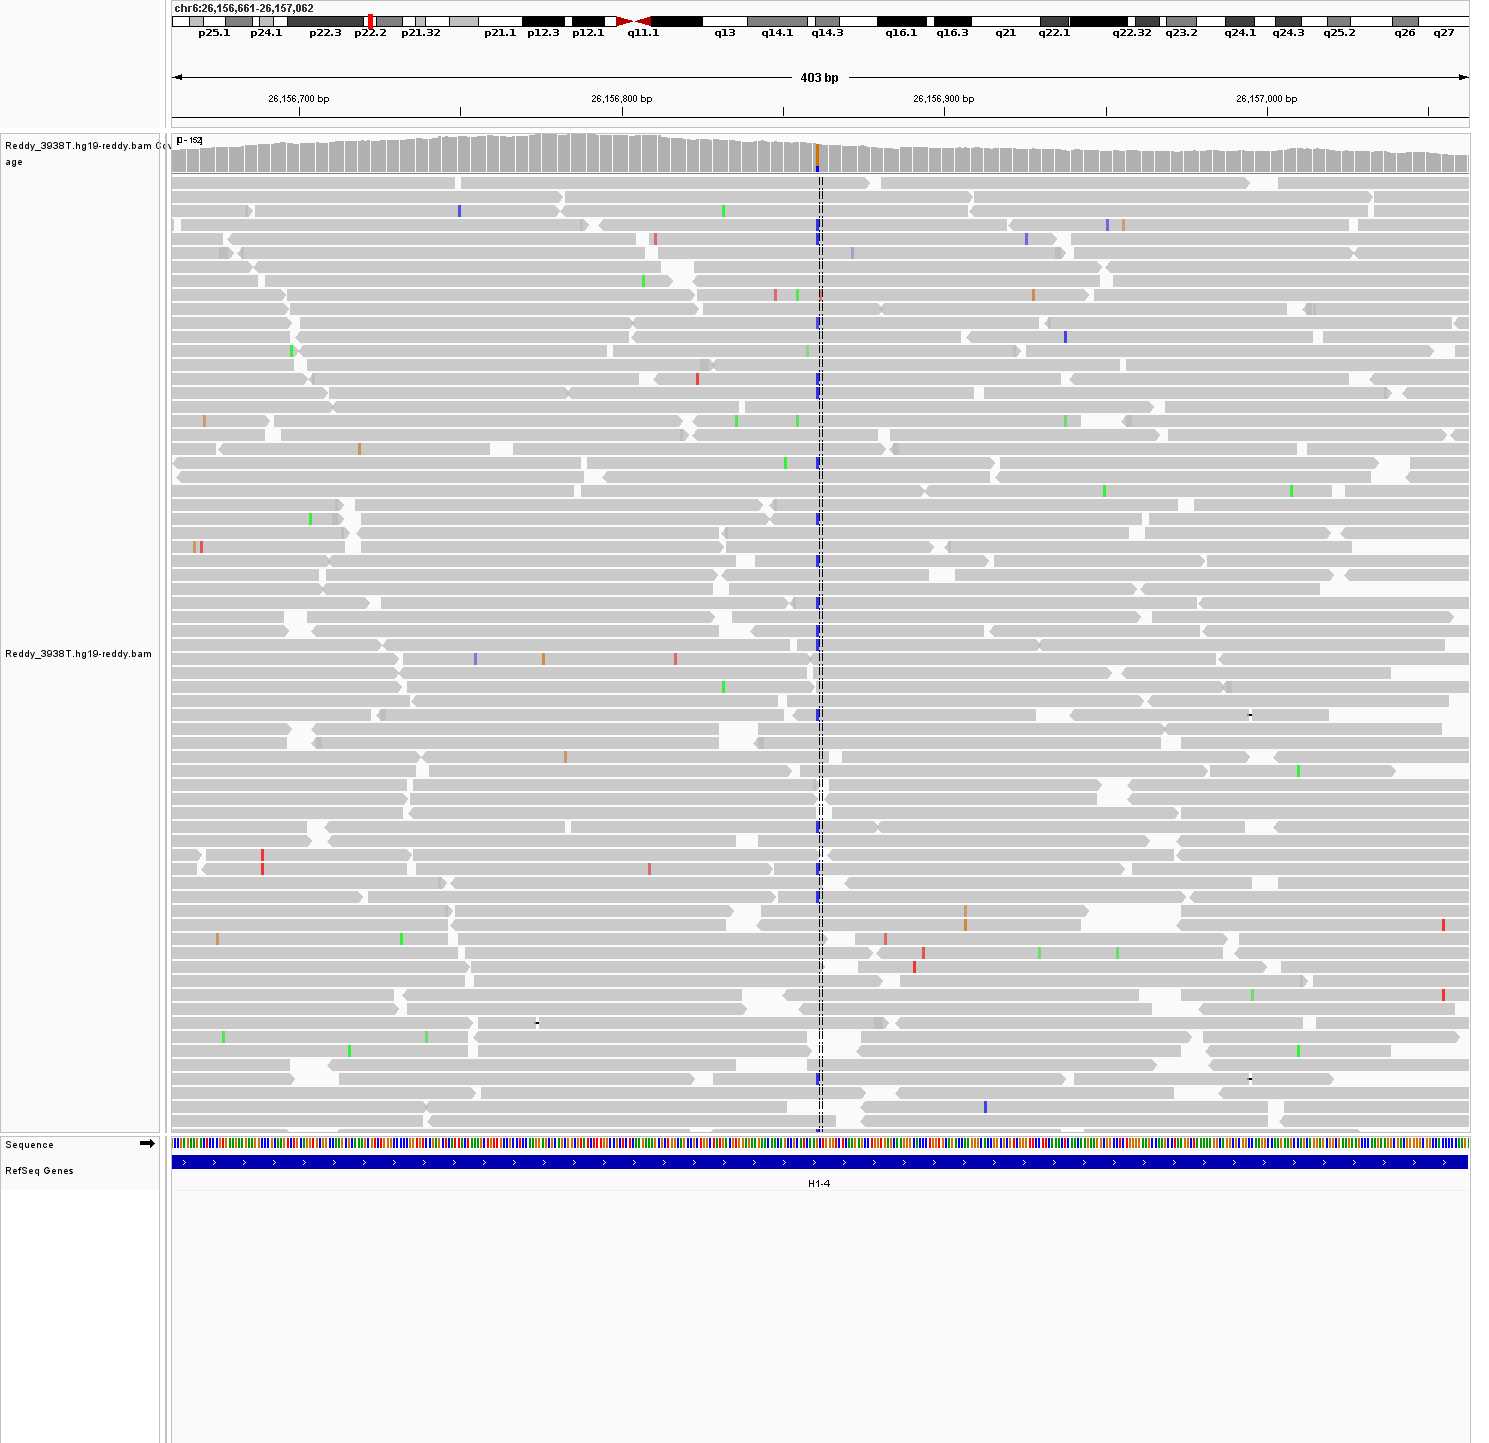 chr6:26,156,661-26,157,062
p25.1 p24.1 p22.3 p22.2 p21.32 p21.1 p12.3 p12.1 q11.1 q13 q14.1 q14.3 q16.1 q16.3 q21 q22.1 q22.32 q23.2 q24.1 q24.3 q25.2 q26 q27
403 bp
26,156,700 bp 26,156,800 bp 26,156,900 bp 26,157,000 bp
Reddy_3938T.hg19-reddy.bam Cov
age
[0 - 152]
Reddy_3938T.hg19-reddy.bam
Sequence
RefSeq Genes
H1-4